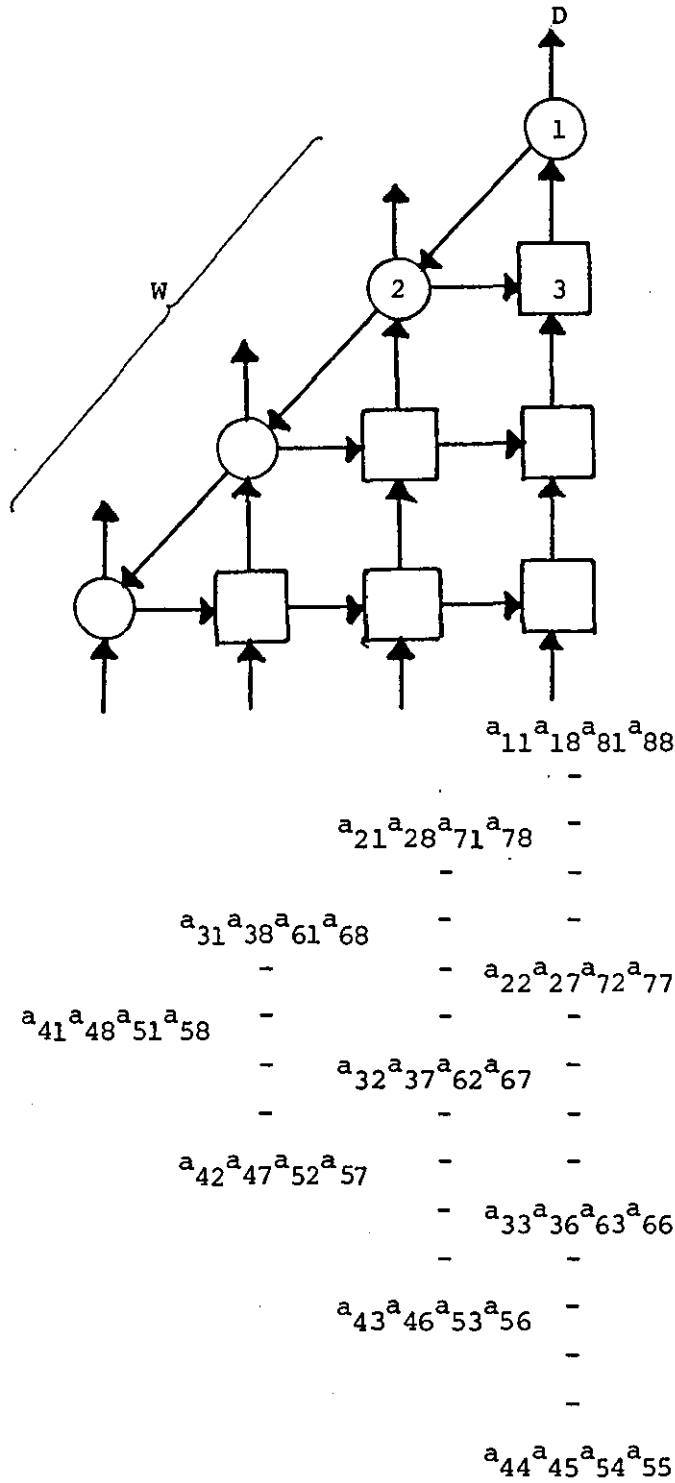 D
1
W
2
3
a11a18a81a88
-
a21a28a71a78 -
- -
a31a38a61a68 - -
- - a22a27a72a77
a41a48a51a58 - - -
- a32a37a62a67 -
- - -
a42a47a52a57 - -
- a33a36a63a66
- -
a43a46a53a56 -
-
-
a44a45a54a55